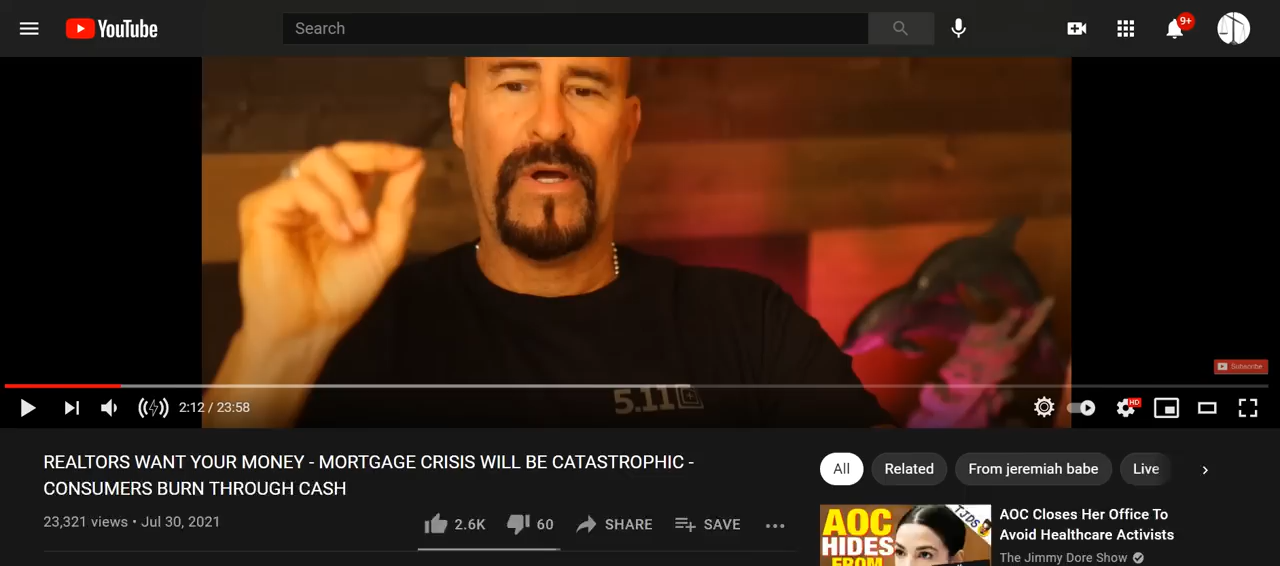 YouTube
Search
9+
5.11
Subscribe
2:12 / 23:58
HD
REALTORS WANT YOUR MONEY - MORTGAGE CRISIS WILL BE CATASTROPHIC -
CONSUMERS BURN THROUGH CASH
23,321 views • Jul 30, 2021
2.6K
60
SHARE
SAVE
All
Related
From jeremiah babe
Live
AOC
HIDES
FROM
TJDS
AOC Closes Her Office To
Avoid Healthcare Activists
The Jimmy Dore Show